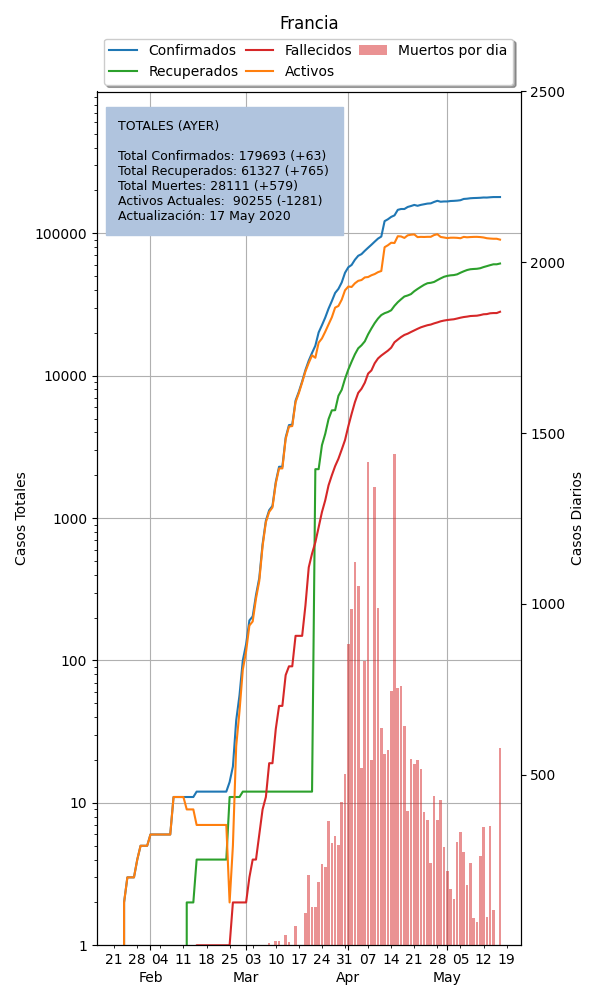 Francia
Confirmados
Recuperados
Fallecidos
Activos
Muertos por dia
TOTALES (AYER)
Total Confirmados: 179693 (+63)
Total Recuperados: 61327 (+765)
Total Muertes: 28111 (+579)
Activos Actuales:  90255 (-1281)
Actualización: 17 May 2020
Casos Totales
100000
10000
1000
100
10
1
2500
2000
1500
1000
500
Casos Diarios
21 28 04 11 18 25 03 10 17 24 31 07 14 21 28 05 12 19
Feb Mar Apr May